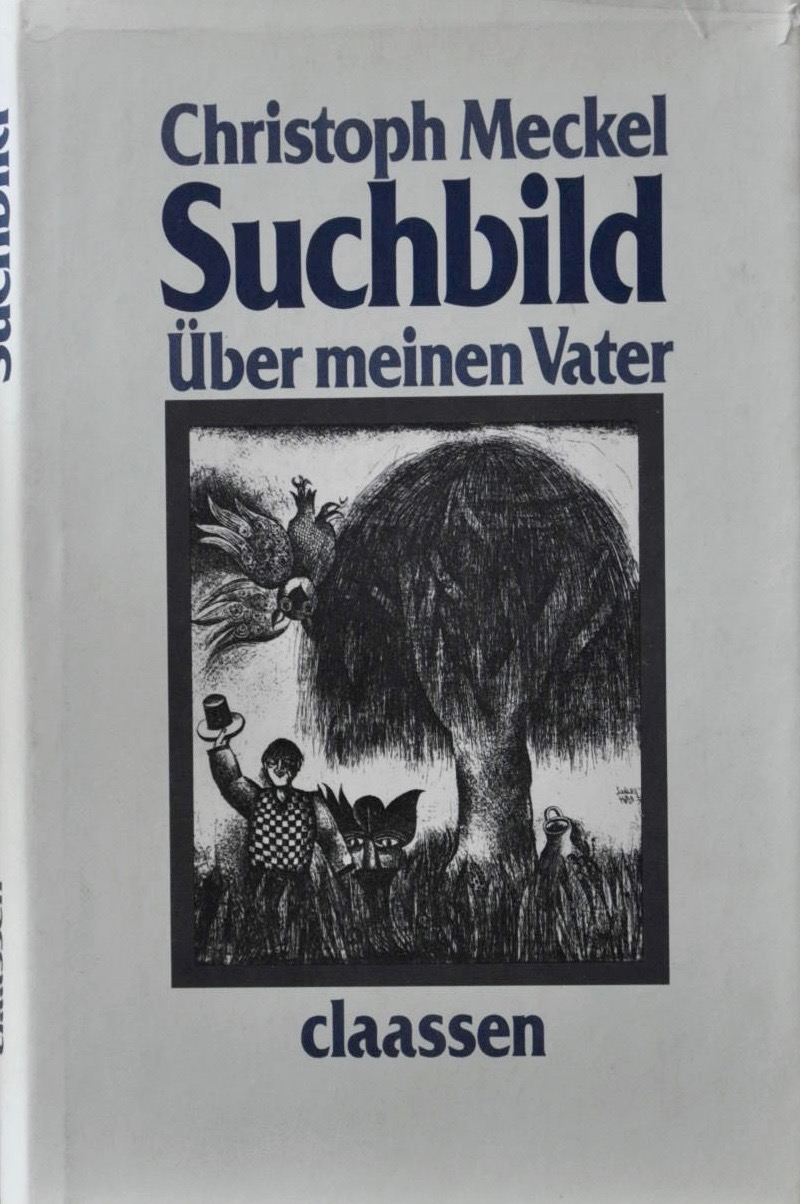 Christoph Meckel
Suchbild
Über meinen Vater
claassen
Suchbild
claassen